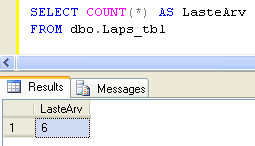 SELECT COUNT(*) AS LasteArv
FROM dbo.Laps_tbl
Results Messages
LasteArv
1 6